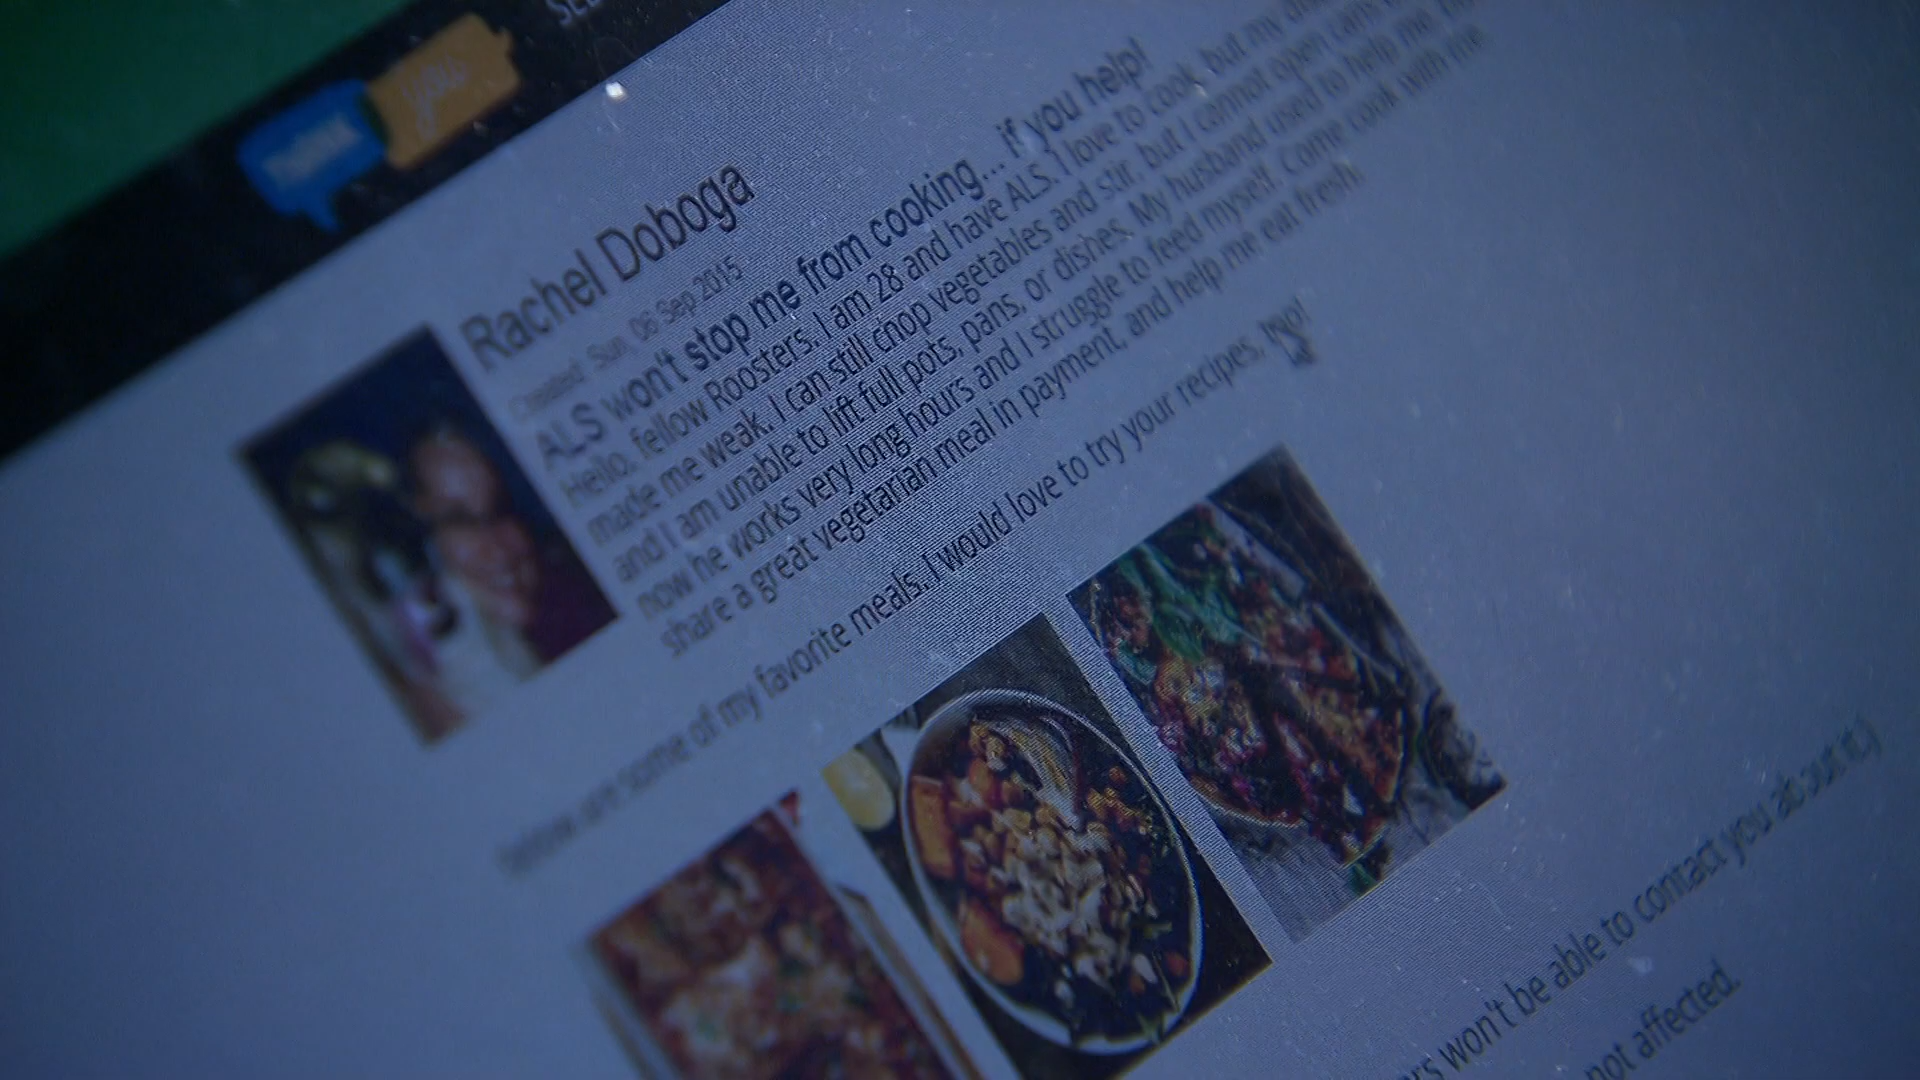 you
Rachel Doboga
Created: Sun, 06 Sep 2015
ALS won't stop me from cooking... if you help!
Hello, fellow Roosters. I am 28 and have ALS. I love to cook, but my
made me weak. I can still chop vegetables and stir, but I cannot open cans
and I am unable to lift full pots, pans, or dishes. My husband used to help me,
now he works very long hours and I struggle to feed myself. Come cook with me,
share a great vegetarian meal in payment, and help me eat fresh.
Below are some of my favorite meals. I would love to try your recipes, too!
won't be able to contact you about it.)
not affected.